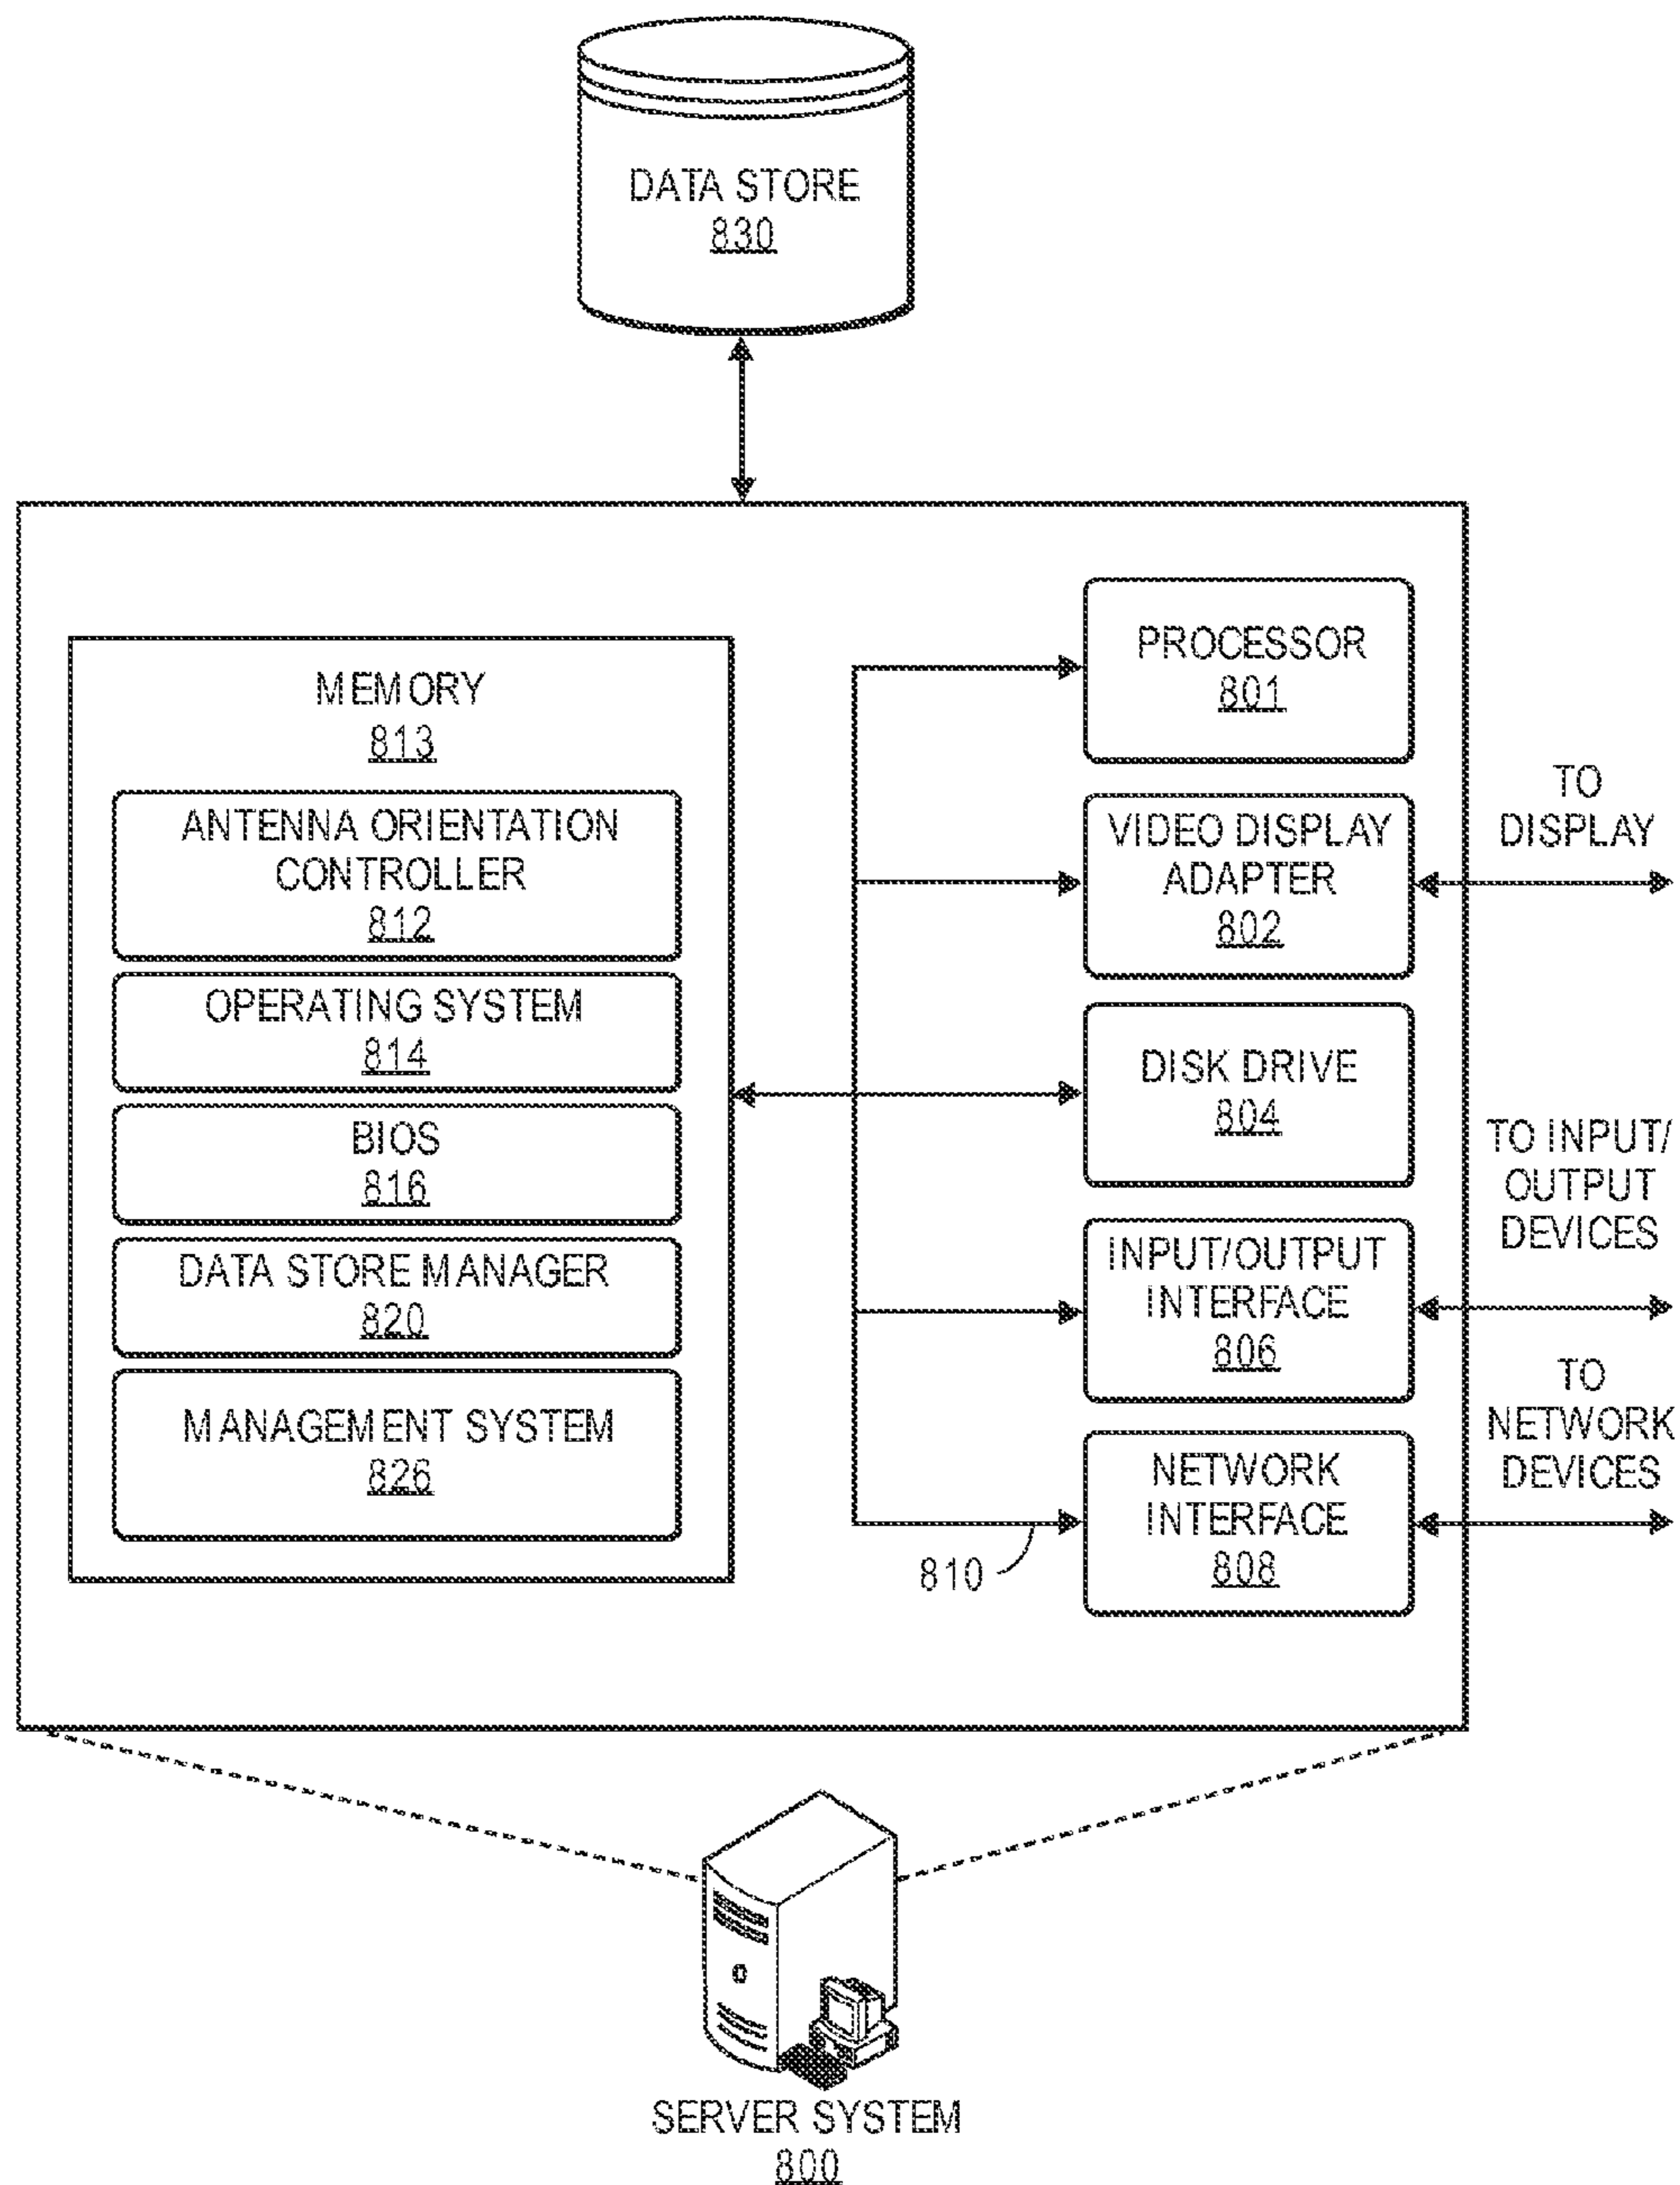 DATA STORE
830
MEMORY
813
ANTENNA ORIENTATION
CONTROLLER
812
OPERATING SYSTEM
814
BIOS
816
DATA STORE MANAGER
820
MANAGEMENT SYSTEM
826
PROCESSOR
801
VIDEO DISPLAY
ADAPTER
802
DISK DRIVE
804
INPUT/OUTPUT
INTERFACE
806
NETWORK
INTERFACE
808
810
TO
DISPLAY
TO INPUT/
OUTPUT
DEVICES
TO
NETWORK
DEVICES
SERVER SYSTEM
800